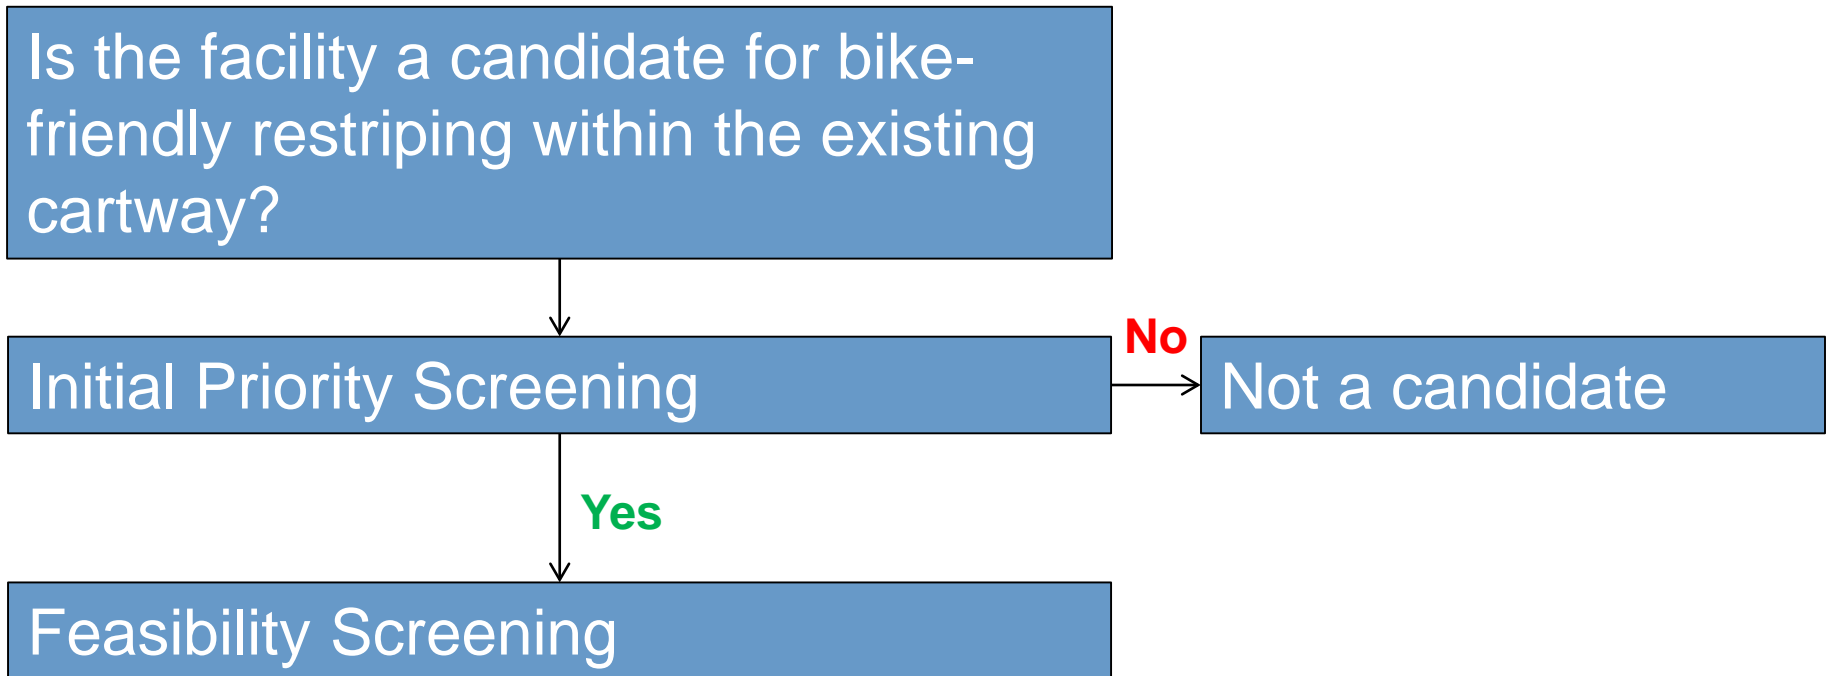 Is the facility a candidate for bike-
friendly restriping within the existing
cartway?
No
Initial Priority Screening
Not a candidate
Yes
Feasibility Screening